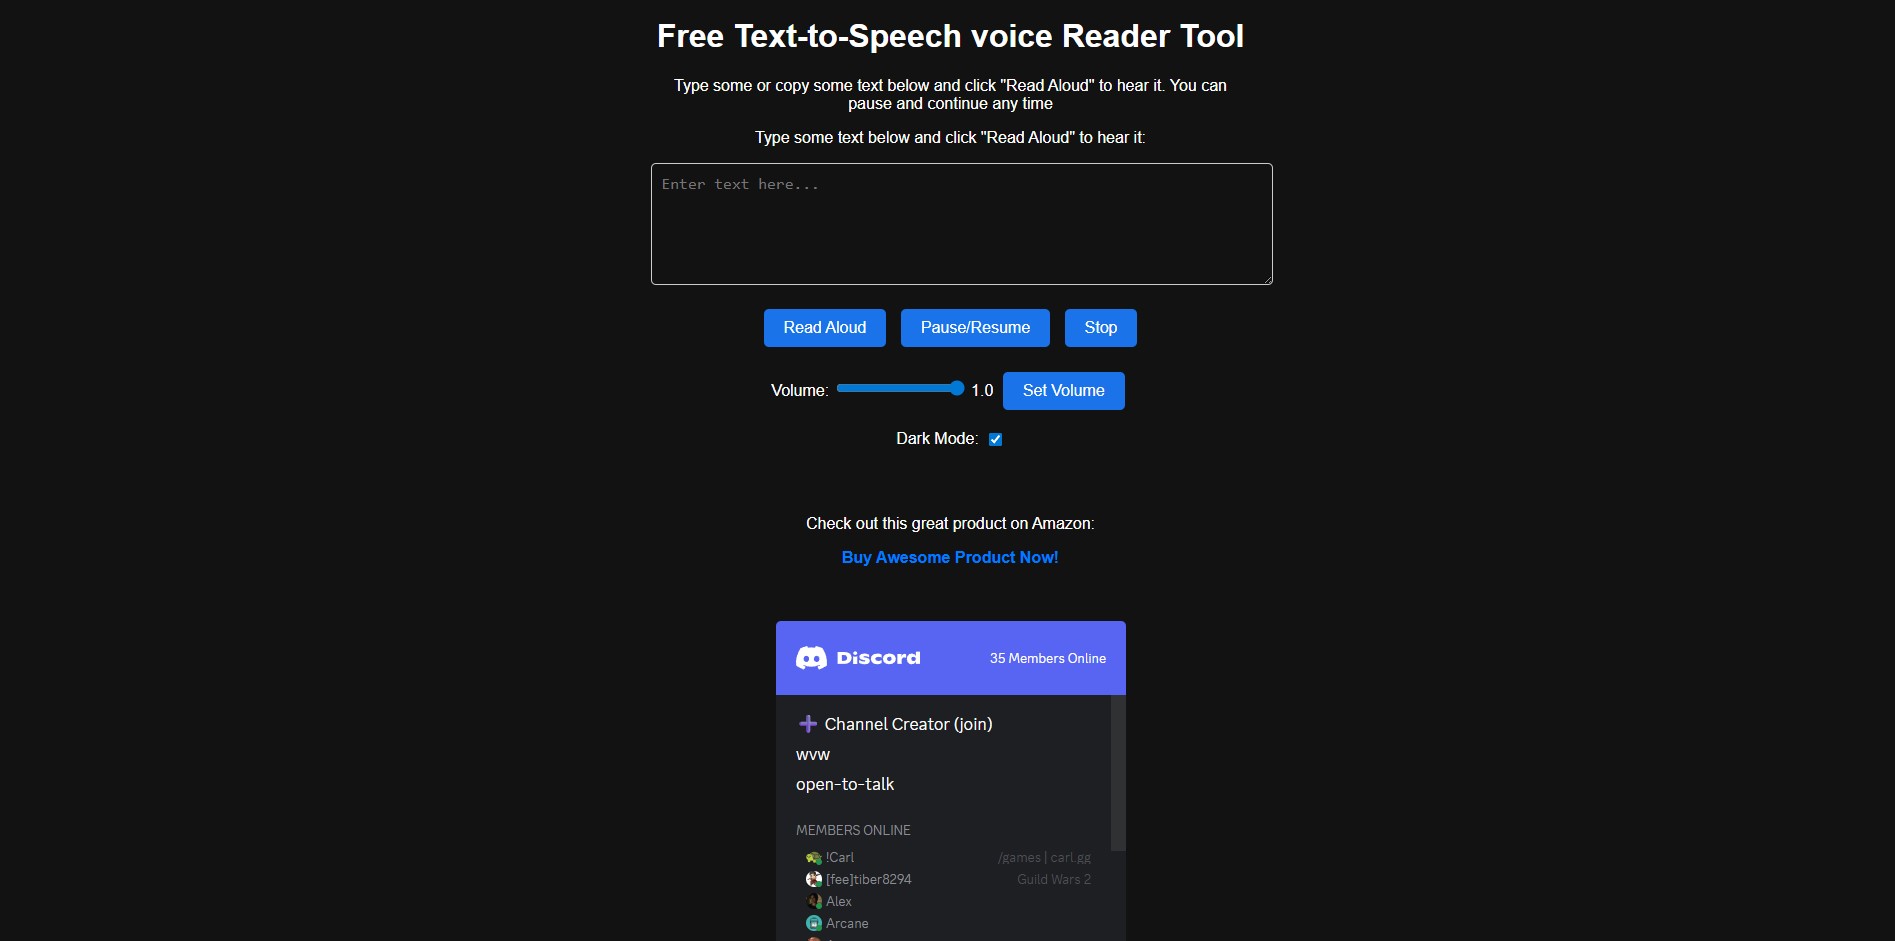 Free Text-to-Speech voice Reader Tool
Type some or copy some text below and click "Read Aloud" to hear it. You can
pause and continue any time
Type some text below and click "Read Aloud" to hear it:
Enter text here...
Read Aloud Pause/Resume Stop
Volume: 1.0 Set Volume
Dark Mode:
Check out this great product on Amazon:
Buy Awesome Product Now!
Discord 35 Members Online
Channel Creator (join)
wvw
open-to-talk
MEMBERS ONLINE
!Carl /games | carl.gg
[fee]tiber8294 Guild Wars 2
Alex
Arcane